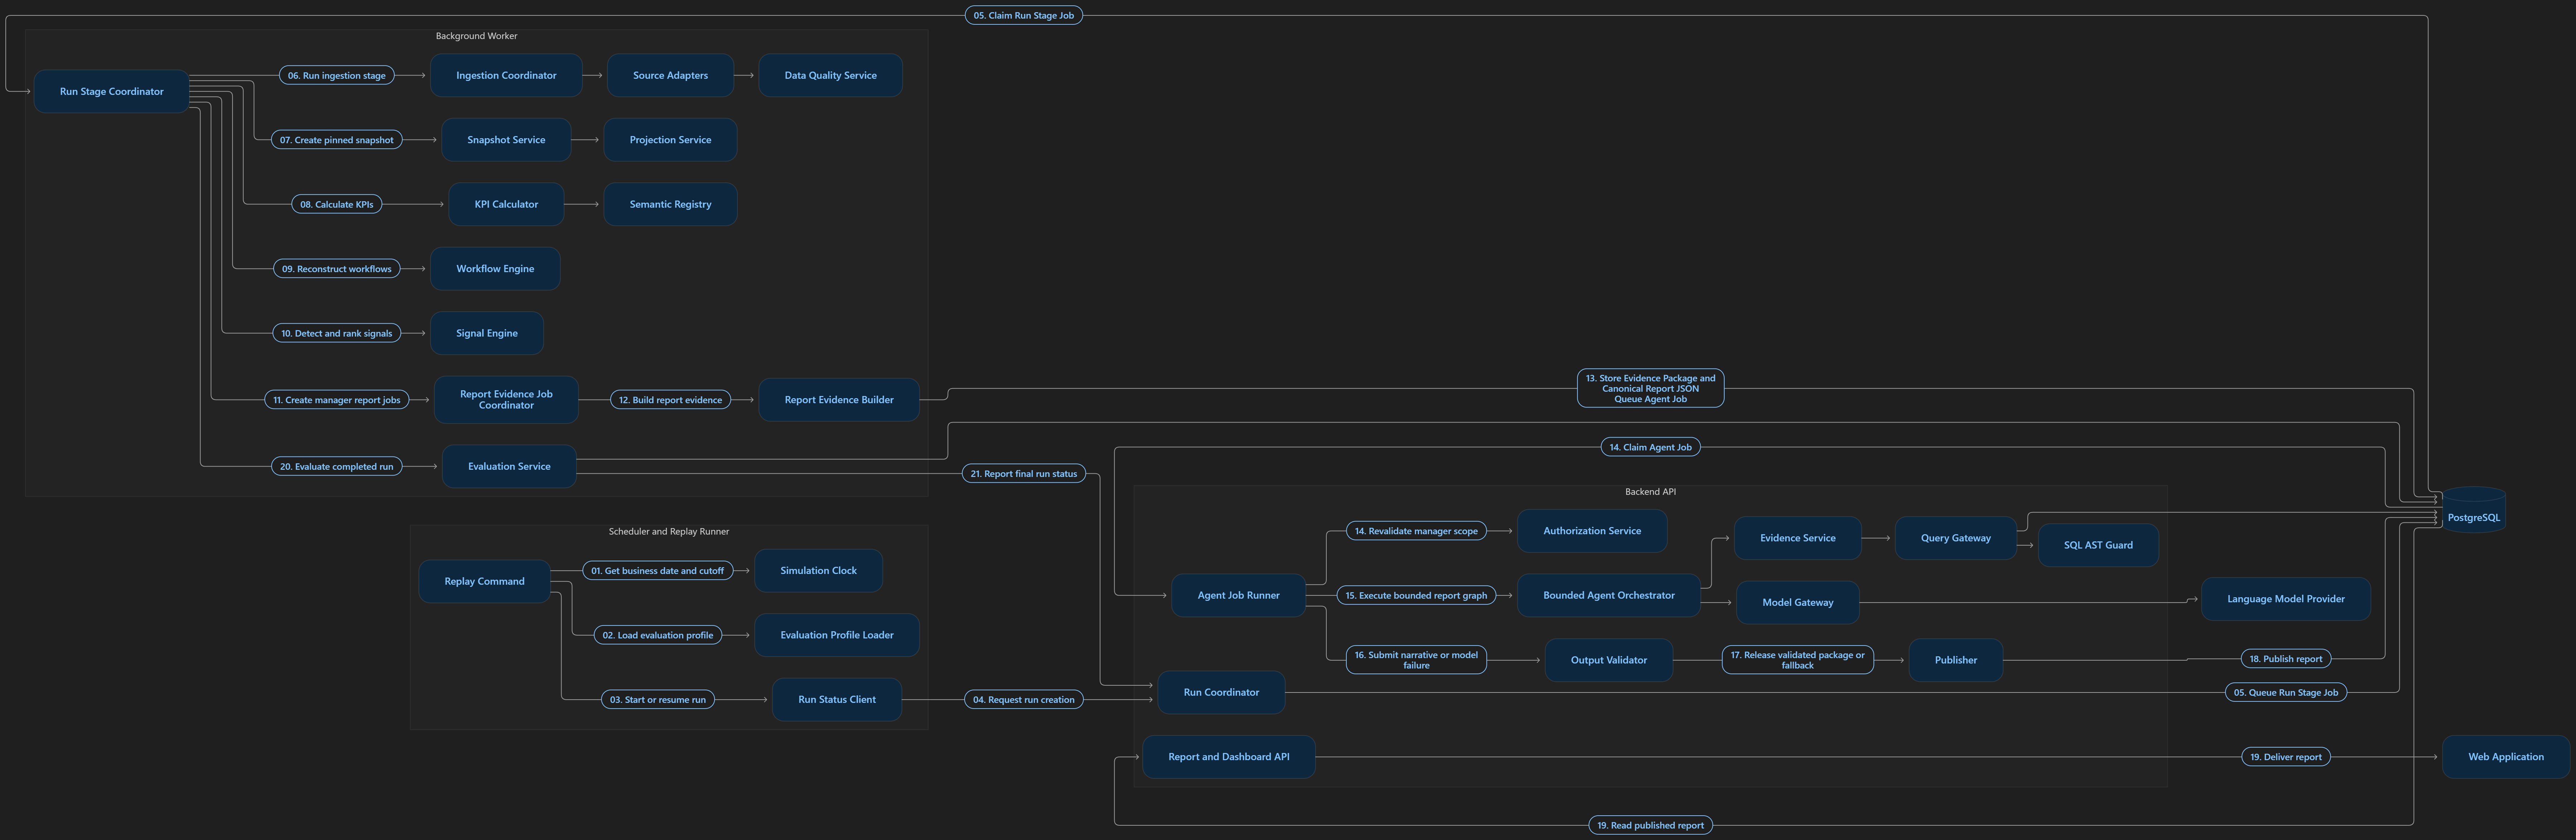 05. Claim Run Stage Job
Background Worker
Run Stage Coordinator
06. Run ingestion stage
Ingestion Coordinator
Source Adapters
Data Quality Service
07. Create pinned snapshot
Snapshot Service
Projection Service
08. Calculate KPIs
KPI Calculator
Semantic Registry
09. Reconstruct workflows
Workflow Engine
10. Detect and rank signals
Signal Engine
11. Create manager report jobs
Report Evidence Job
Coordinator
12. Build report evidence
Report Evidence Builder
13. Store Evidence Package and
Canonical Report JSON
Queue Agent Job
20. Evaluate completed run
Evaluation Service
21. Report final run status
14. Claim Agent Job
Scheduler and Replay Runner
Replay Command
01. Get business date and cutoff
Simulation Clock
02. Load evaluation profile
Evaluation Profile Loader
03. Start or resume run
Run Status Client
04. Request run creation
Backend API
Agent Job Runner
14. Revalidate manager scope
Authorization Service
15. Execute bounded report graph
Bounded Agent Orchestrator
Evidence Service
Query Gateway
SQL AST Guard
Model Gateway
Language Model Provider
16. Submit narrative or model
failure
Output Validator
17. Release validated package or
fallback
Publisher
18. Publish report
Run Coordinator
05. Queue Run Stage Job
PostgreSQL
Report and Dashboard API
19. Deliver report
Web Application
19. Read published report